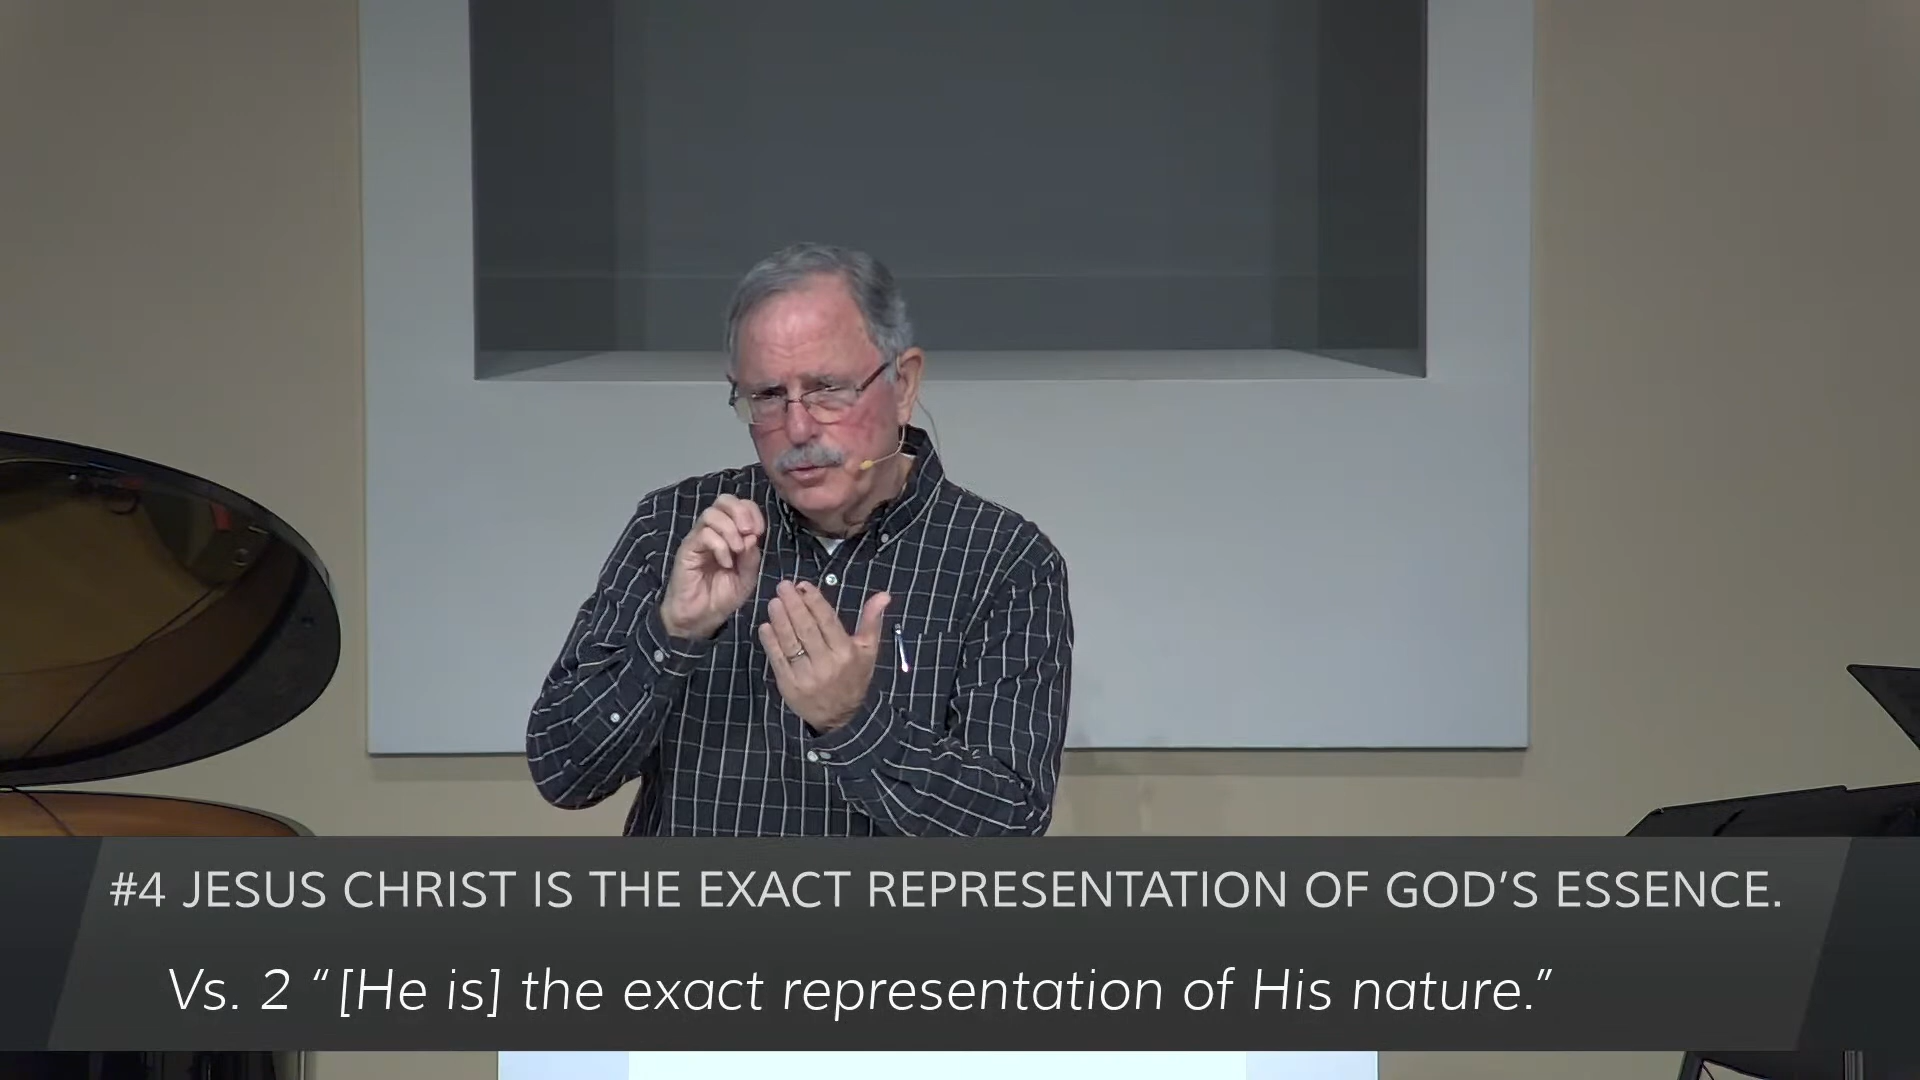 #4 JESUS CHRIST IS THE EXACT REPRESENTATION OF GOD’S ESSENCE.
Vs. 2 “[He is] the exact representation of His nature.”